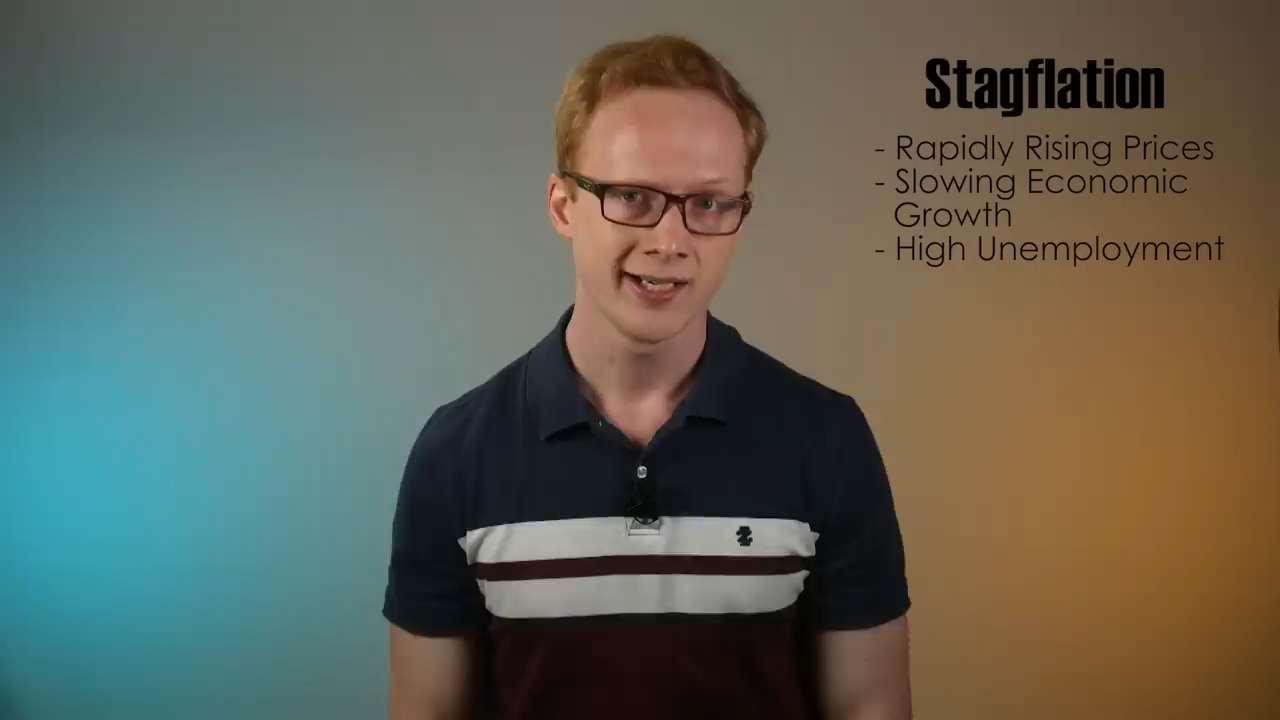 Stagflation
- Rapidly Rising Prices
- Slowing Economic
Growth
- High Unemployment